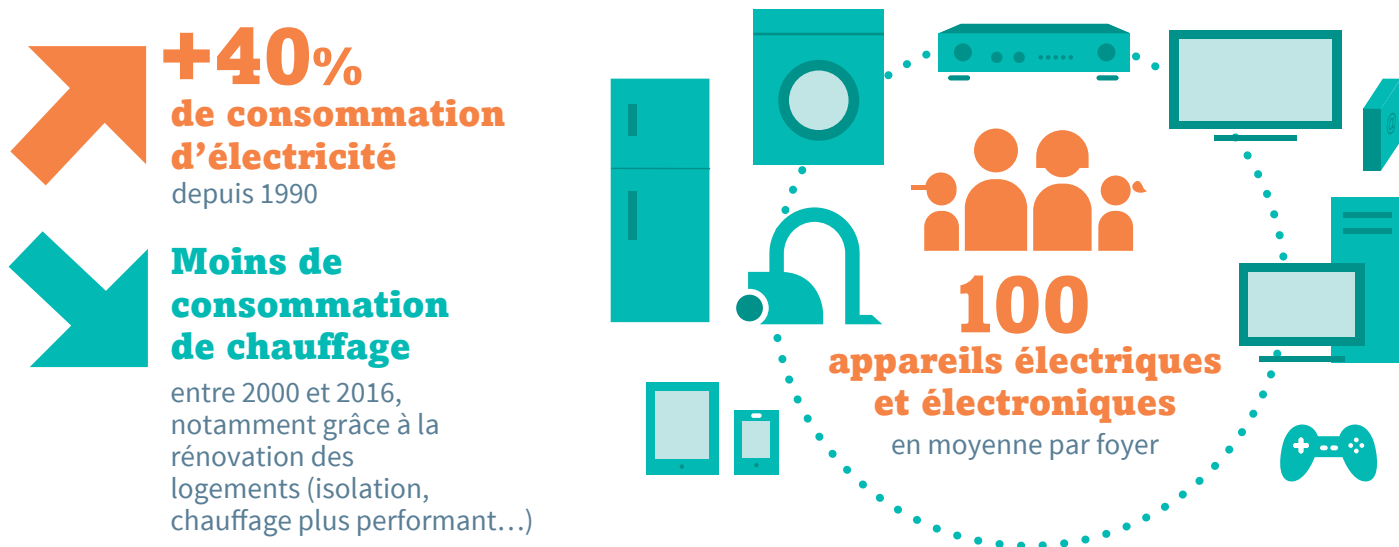 +40%
de consommation
d’électricité
depuis 1990
Moins de
consommation
de chauffage
entre 2000 et 2016,
notamment grâce à la
rénovation des
logements (isolation,
chauffage plus performant…)
100
appareils électriques
et électroniques
en moyenne par foyer